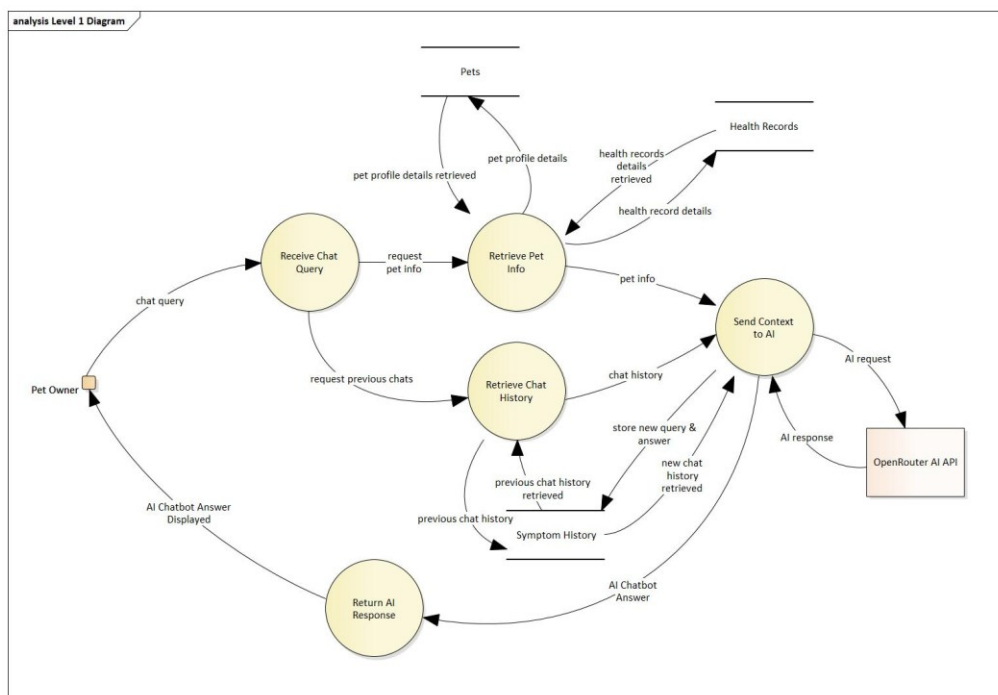 analysis Level 1 Diagram
Pets
Health Records
pet profile details
pet profile details retrieved
health records
details
retrieved
health record details
Receive Chat
Query
request
pet info
Retrieve Pet
Info
pet info
chat query
Send Context
to AI
AI request
request previous chats
Retrieve Chat
History
chat history
Pet Owner
store new query &
answer
AI response
OpenRouter AI API
new chat
history
retrieved
previous chat history
retrieved
previous chat history
Symptom History
AI Chatbot Answer
Displayed
AI Chatbot
Answer
Return AI
Response